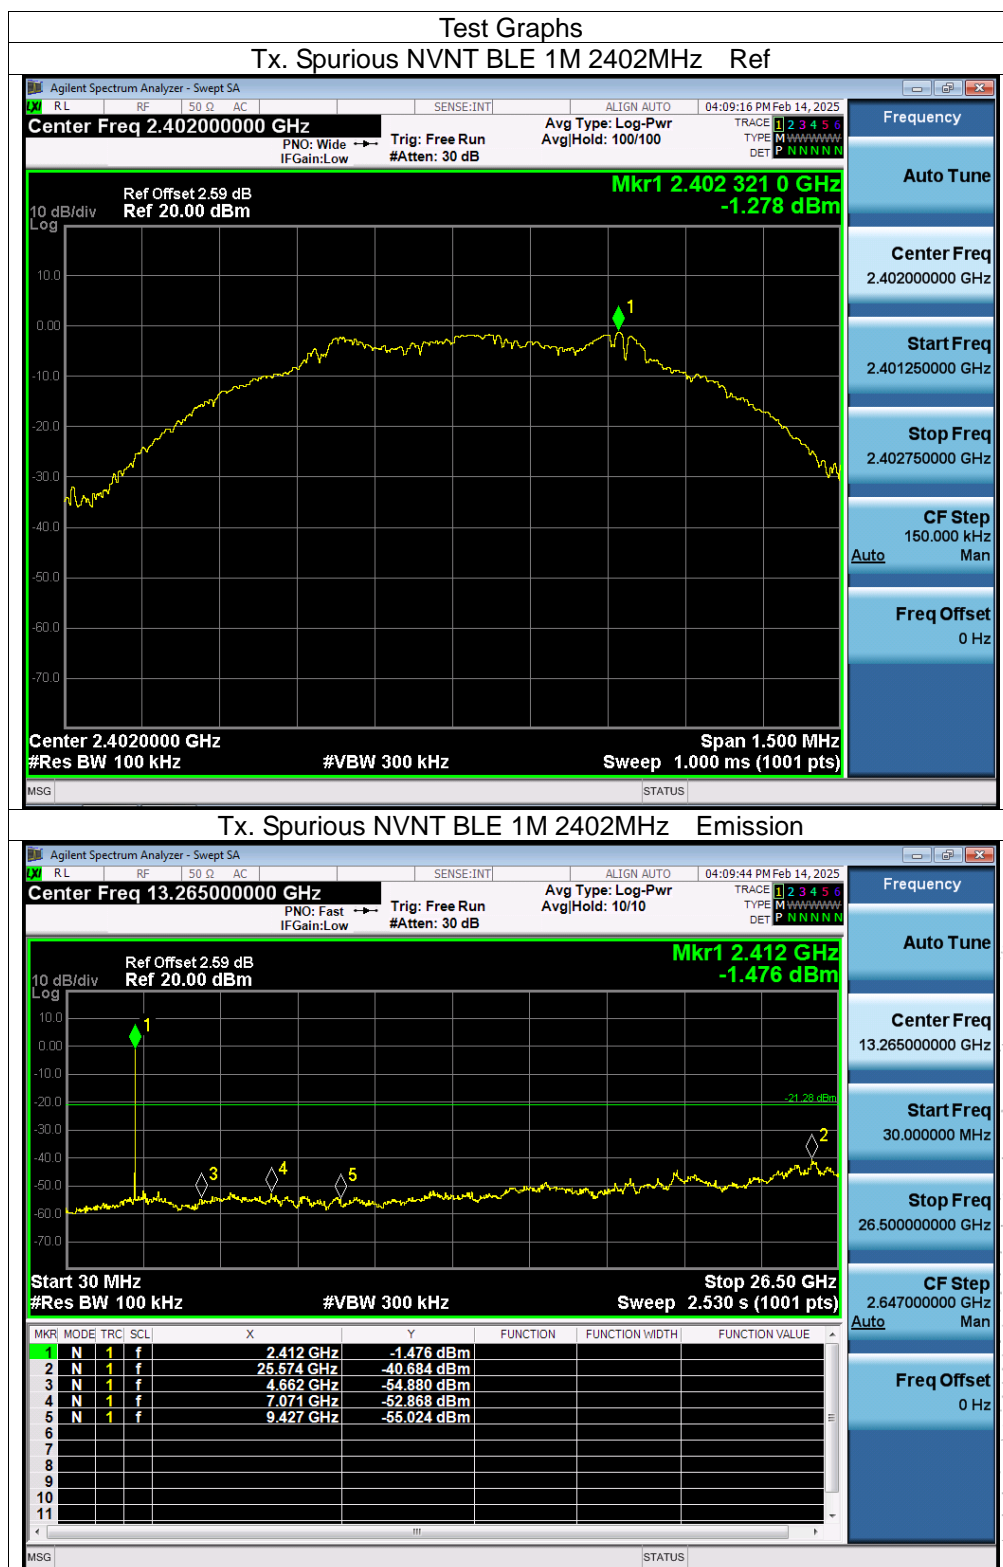 Test Graphs
Tx. Spurious NVNT BLE 1M 2402MHz Ref
Agilent Spectrum Analyzer - Swept SA
LXI RL RF 50 Ω AC SENSE:INT ALIGN AUTO 04:09:16 PM Feb 14, 2025
Center Freq 2.402000000 GHz
PNO: Wide
IFGain:Low
Trig: Free Run
#Atten: 30 dB
Avg Type: Log-Pwr
Avg|Hold: 100/100
TRACE 1 2 3 4 5 6
TYPE M WWWWW
DET P N N N N N
Frequency
Auto Tune
Center Freq
2.402000000 GHz
Start Freq
2.401250000 GHz
Stop Freq
2.402750000 GHz
CF Step
150.000 kHz
Auto Man
Freq Offset
0 Hz
Mkr1 2.402 321 0 GHz
-1.278 dBm
Ref Offset 2.59 dB
10 dB/div Ref 20.00 dBm
Log
10.0
0.00
-10.0
-20.0
-30.0
-40.0
-50.0
-60.0
-70.0
1
Center 2.4020000 GHz Span 1.500 MHz
#Res BW 100 kHz #VBW 300 kHz Sweep 1.000 ms (1001 pts)
MSG STATUS
Tx. Spurious NVNT BLE 1M 2402MHz Emission
Agilent Spectrum Analyzer - Swept SA
LXI RL RF 50 Ω AC SENSE:INT ALIGN AUTO 04:09:44 PM Feb 14, 2025
Center Freq 13.265000000 GHz
PNO: Fast
IFGain:Low
Trig: Free Run
#Atten: 30 dB
Avg Type: Log-Pwr
Avg|Hold: 10/10
TRACE 1 2 3 4 5 6
TYPE M WWWWW
DET P N N N N N
Frequency
Auto Tune
Center Freq
13.265000000 GHz
Start Freq
30.000000 MHz
Stop Freq
26.500000000 GHz
CF Step
2.647000000 GHz
Auto Man
Freq Offset
0 Hz
Mkr1 2.412 GHz
-1.476 dBm
Ref Offset 2.59 dB
10 dB/div Ref 20.00 dBm
Log
10.0
0.00
-10.0
-20.0
-30.0
-40.0
-50.0
-60.0
-70.0
1
-21.28 dBm
2
3
4
5
Start 30 MHz Stop 26.50 GHz
#Res BW 100 kHz #VBW 300 kHz Sweep 2.530 s (1001 pts)
MKR MODE TRC SCL X Y FUNCTION FUNCTION WIDTH FUNCTION VALUE
1 N 1 f 2.412 GHz -1.476 dBm
2 N 1 f 25.574 GHz -40.684 dBm
3 N 1 f 4.662 GHz -54.880 dBm
4 N 1 f 7.071 GHz -52.868 dBm
5 N 1 f 9.427 GHz -55.024 dBm
6
7
8
9
10
11
MSG STATUS